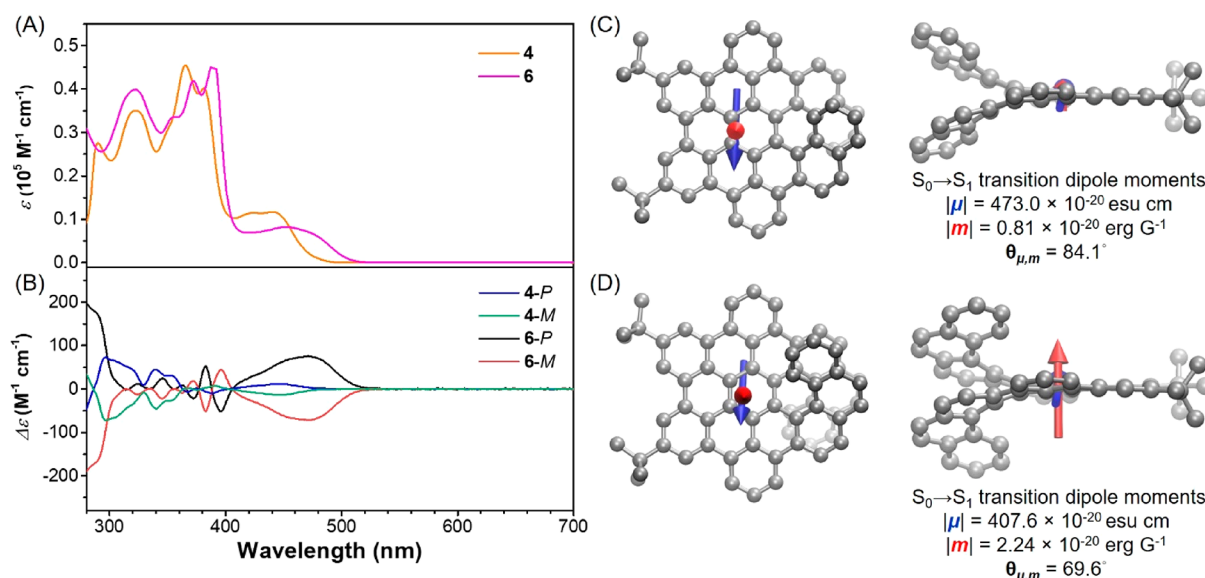 (A)
0.5
0.4
0.3
0.2
0.1
0.0
ε (10⁵ M⁻¹ cm⁻¹)
4
6
(B)
200
100
0
-100
-200
Δε (M⁻¹ cm⁻¹)
4-P
4-M
6-P
6-M
300 400 500 600 700
Wavelength (nm)
(C)
S₀→S₁ transition dipole moments
|μ| = 473.0 × 10⁻²⁰ esu cm
|m| = 0.81 × 10⁻²⁰ erg G⁻¹
θμ,m = 84.1°
(D)
S₀→S₁ transition dipole moments
|μ| = 407.6 × 10⁻²⁰ esu cm
|m| = 2.24 × 10⁻²⁰ erg G⁻¹
θμ,m = 69.6°